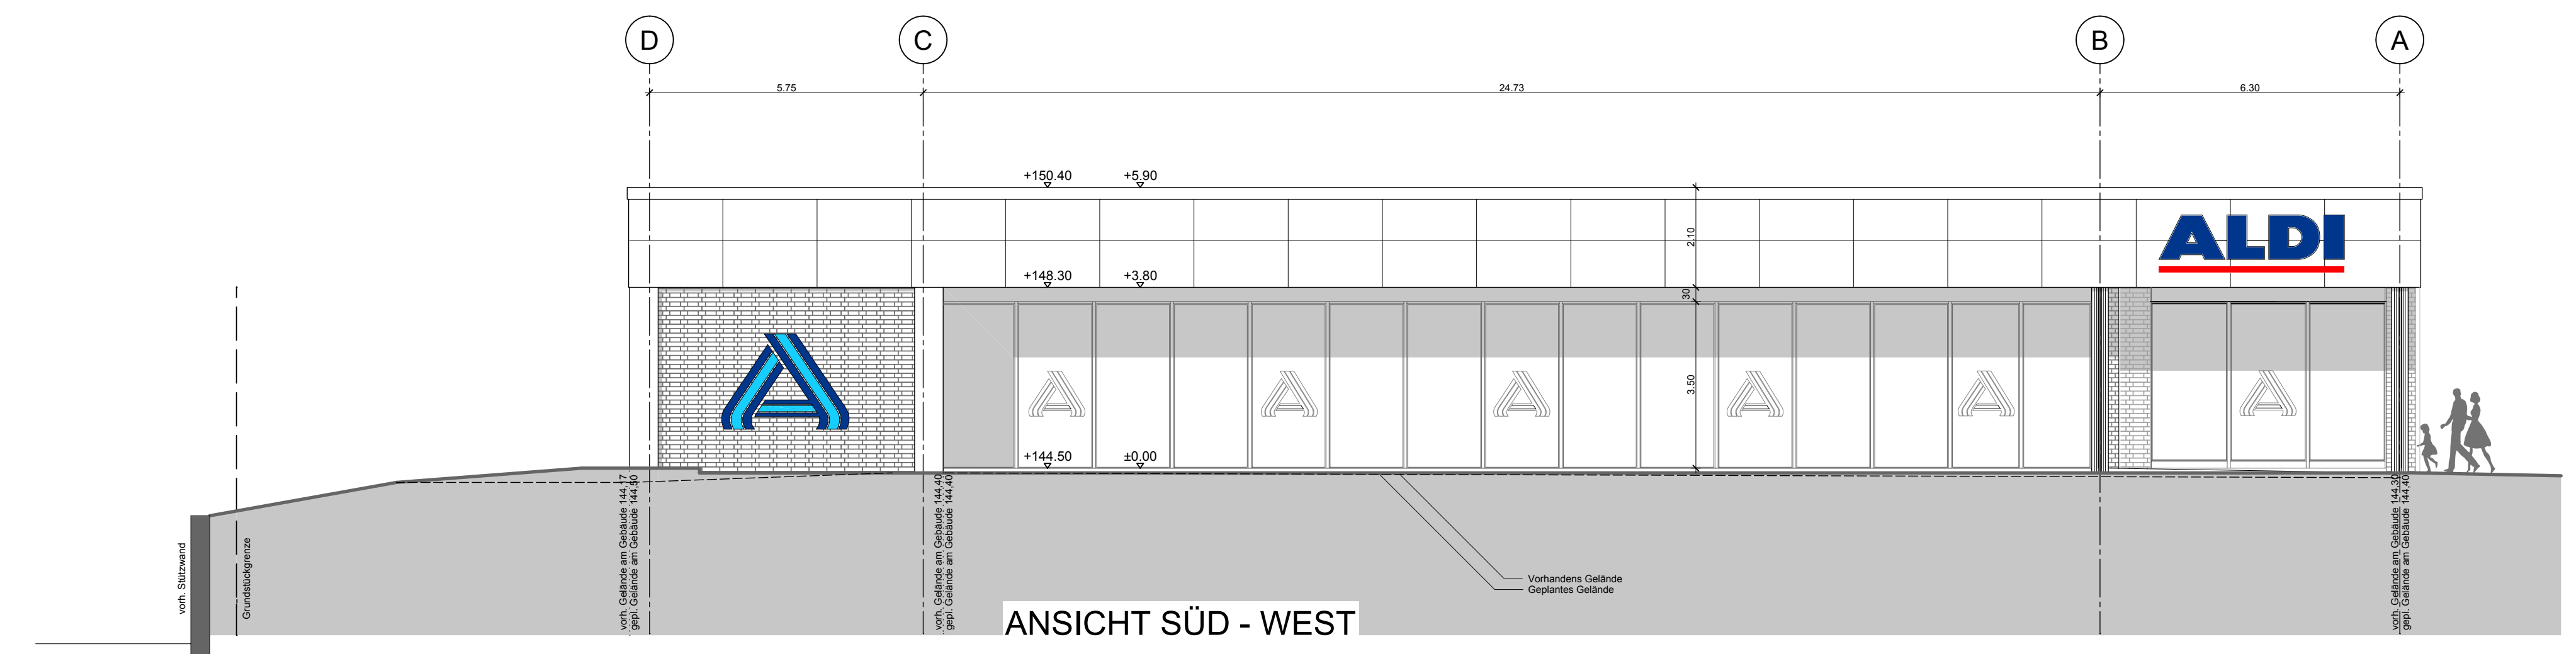 D
C
B
A
5.75
24.73
6.30
+150.40
+5.90
2.10
ALDI
+148.30
+3.80
30
3.50
+144.50
±0.00
vorh. Stützwand
Grundstückgrenze
vorh. Gelände am Gebäude 144,17
gepl. Gelände am Gebäude 144,50
vorh. Gelände am Gebäude 144,40
gepl. Gelände am Gebäude 144,40
vorh. Gelände am Gebäude 144,30
gepl. Gelände am Gebäude 144,40
Vorhandens Gelände
Geplantes Gelände
ANSICHT SÜD - WEST